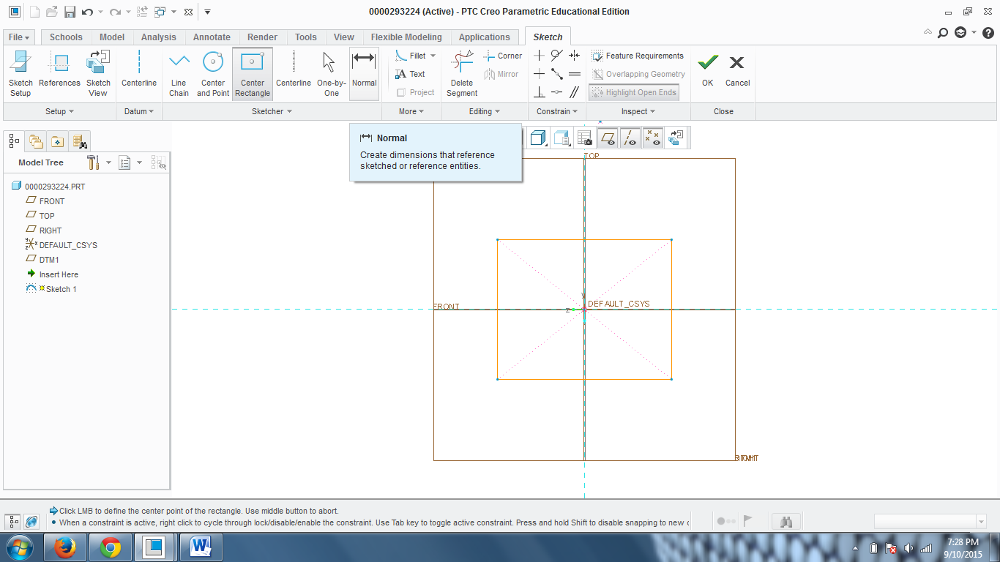 0000293224 (Active) - PTC Creo Parametric Educational Edition
File
Schools
Model
Analysis
Annotate
Render
Tools
View
Flexible Modeling
Applications
Sketch
Sketch Setup
References
Sketch View
Centerline
Line Chain
Center and Point
Center Rectangle
Centerline
One-by-One
Normal
Fillet
Text
Project
Delete Segment
Corner
Mirror
Feature Requirements
Overlapping Geometry
Highlight Open Ends
OK
Cancel
Setup
Datum
Sketcher
More
Editing
Constrain
Inspect
Close
Normal
Create dimensions that reference
sketched or reference entities.
Model Tree
0000293224.PRT
FRONT
TOP
RIGHT
DEFAULT_CSYS
DTM1
Insert Here
Sketch 1
TOP
FRONT
Y
DEFAULT_CSYS
Z
Click LMB to define the center point of the rectangle. Use middle button to abort.
• When a constraint is active, right click to cycle through lock/disable/enable the constraint. Use Tab key to toggle active constraint. Press and hold Shift to disable snapping to new
7:28 PM
9/10/2015